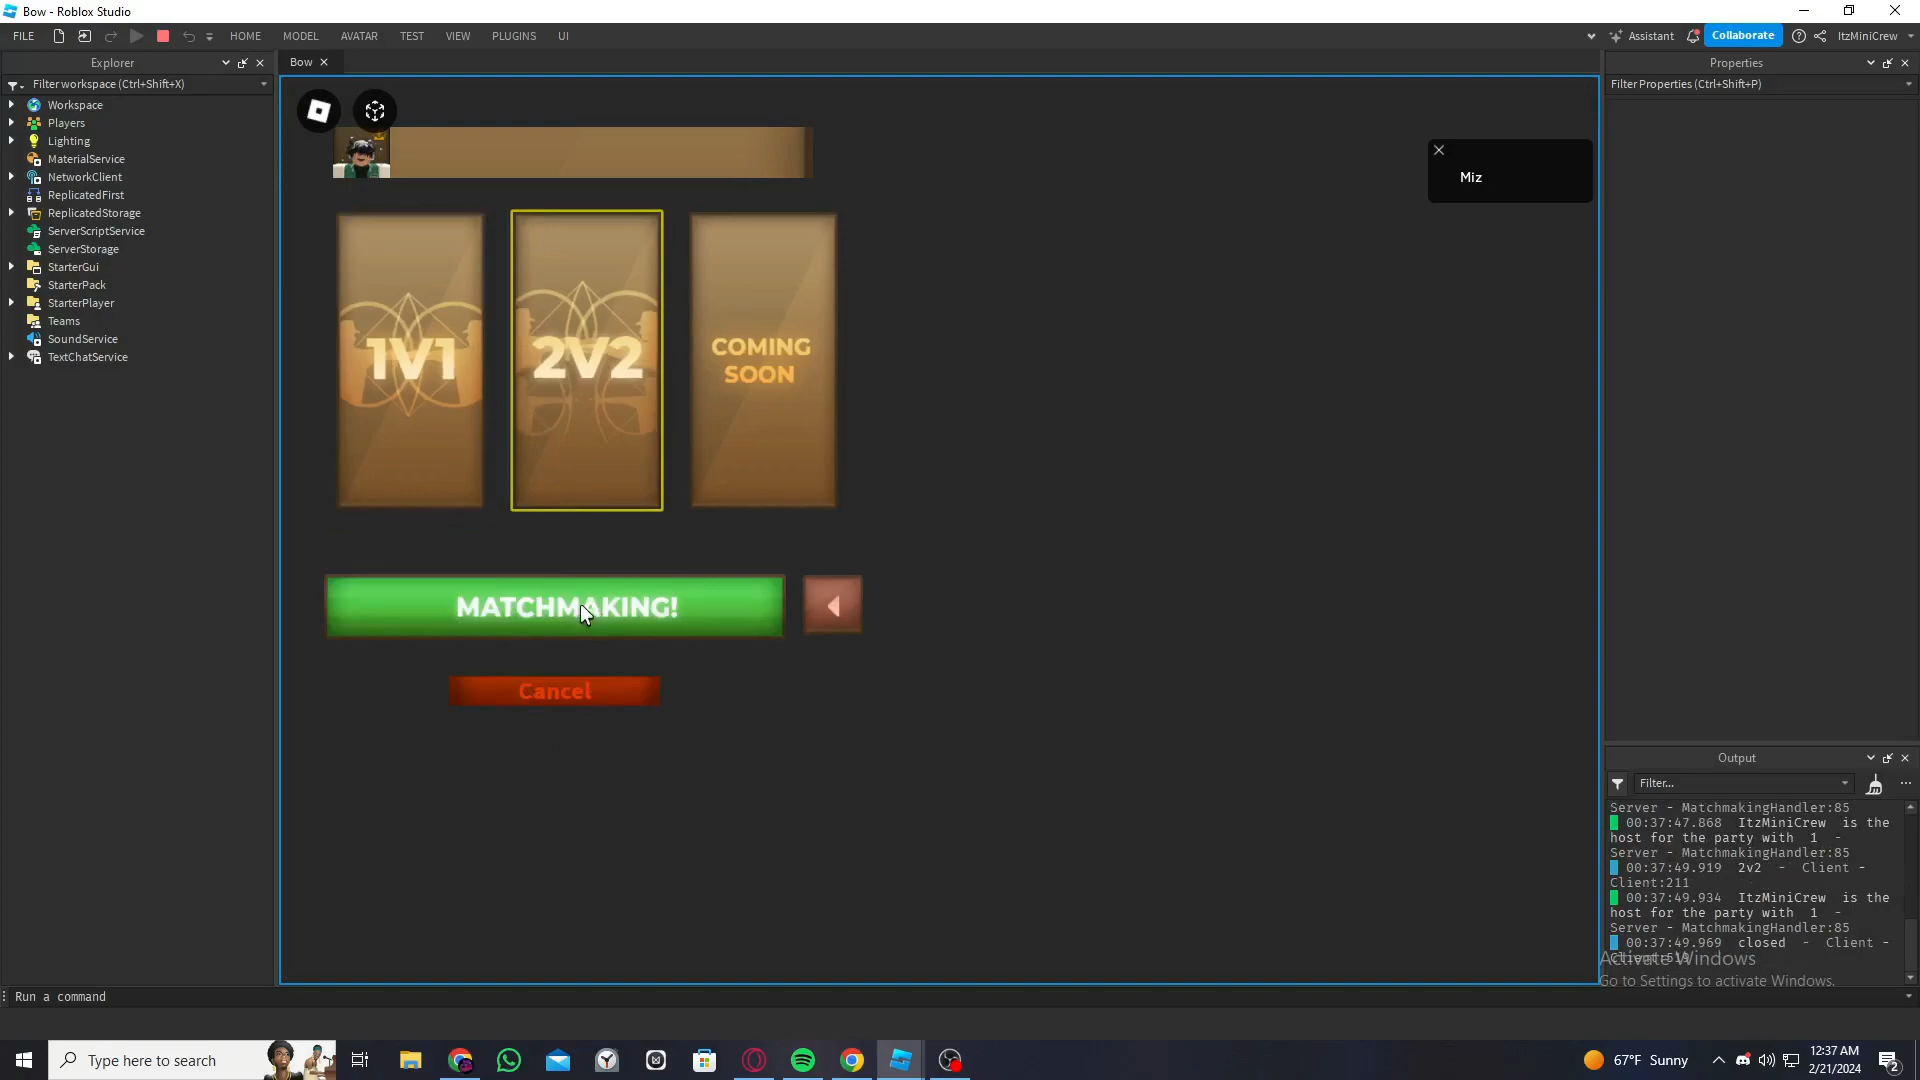 Bow - Roblox Studio
FILE HOME MODEL AVATAR TEST VIEW PLUGINS UI Assistant Collaborate ItzMiniCrew
Explorer
Bow
Properties
Filter workspace (Ctrl+Shift+X)
Filter Properties (Ctrl+Shift+P)
Workspace
Players
Lighting
MaterialService
NetworkClient
ReplicatedFirst
ReplicatedStorage
ServerScriptService
ServerStorage
StarterGui
StarterPack
StarterPlayer
Teams
SoundService
TextChatService
Miz
1V1
2V2
COMING
SOON
MATCHMAKING!
Cancel
Output
Filter...
Server - MatchmakingHandler:85
00:37:47.868 ItzMiniCrew is the
host for the party with 1 -
Server - MatchmakingHandler:85
00:37:49.919 2v2 - Client -
Client:211
00:37:49.934 ItzMiniCrew is the
host for the party with 1 -
Server - MatchmakingHandler:85
00:37:49.969 closed - Client -
Activate Windows
Go to Settings to activate Windows.
Run a command
Type here to search
67°F Sunny
12:37 AM
2/21/2024
2